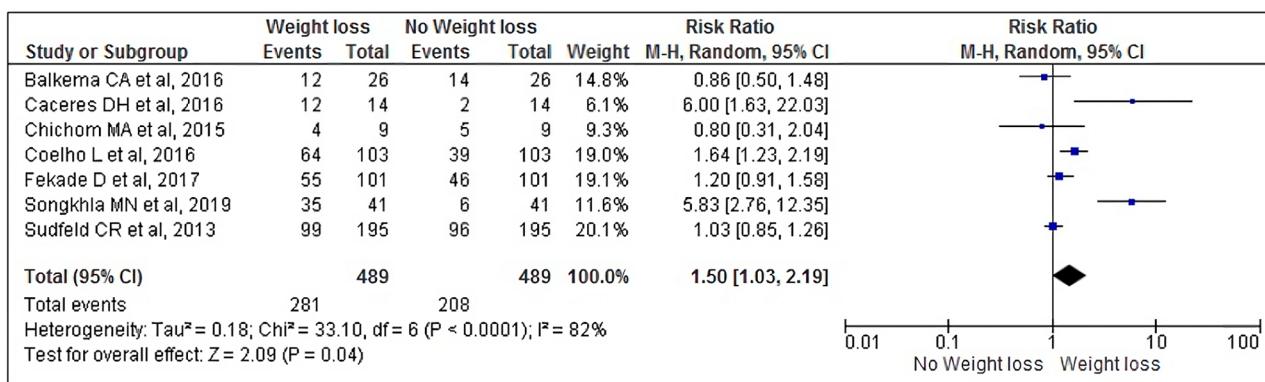 Weight loss No Weight loss Risk Ratio Risk Ratio
Study or Subgroup Events Total Events Total Weight M-H, Random, 95% CI M-H, Random, 95% CI
Balkema CA et al, 2016 12 26 14 26 14.8% 0.86 [0.50, 1.48]
Caceres DH et al, 2016 12 14 2 14 6.1% 6.00 [1.63, 22.03]
Chichom MA et al, 2015 4 9 5 9 9.3% 0.80 [0.31, 2.04]
Coelho L et al, 2016 64 103 39 103 19.0% 1.64 [1.23, 2.19]
Fekade D et al, 2017 55 101 46 101 19.1% 1.20 [0.91, 1.58]
Songkhla MN et al, 2019 35 41 6 41 11.6% 5.83 [2.76, 12.35]
Sudfeld CR et al, 2013 99 195 96 195 20.1% 1.03 [0.85, 1.26]
Total (95% CI) 489 489 100.0% 1.50 [1.03, 2.19]
Total events 281 208
Heterogeneity: Tau² = 0.18; Chi² = 33.10, df = 6 (P < 0.0001); I² = 82%
Test for overall effect: Z = 2.09 (P = 0.04)
0.01 0.1 1 10 100
No Weight loss Weight loss